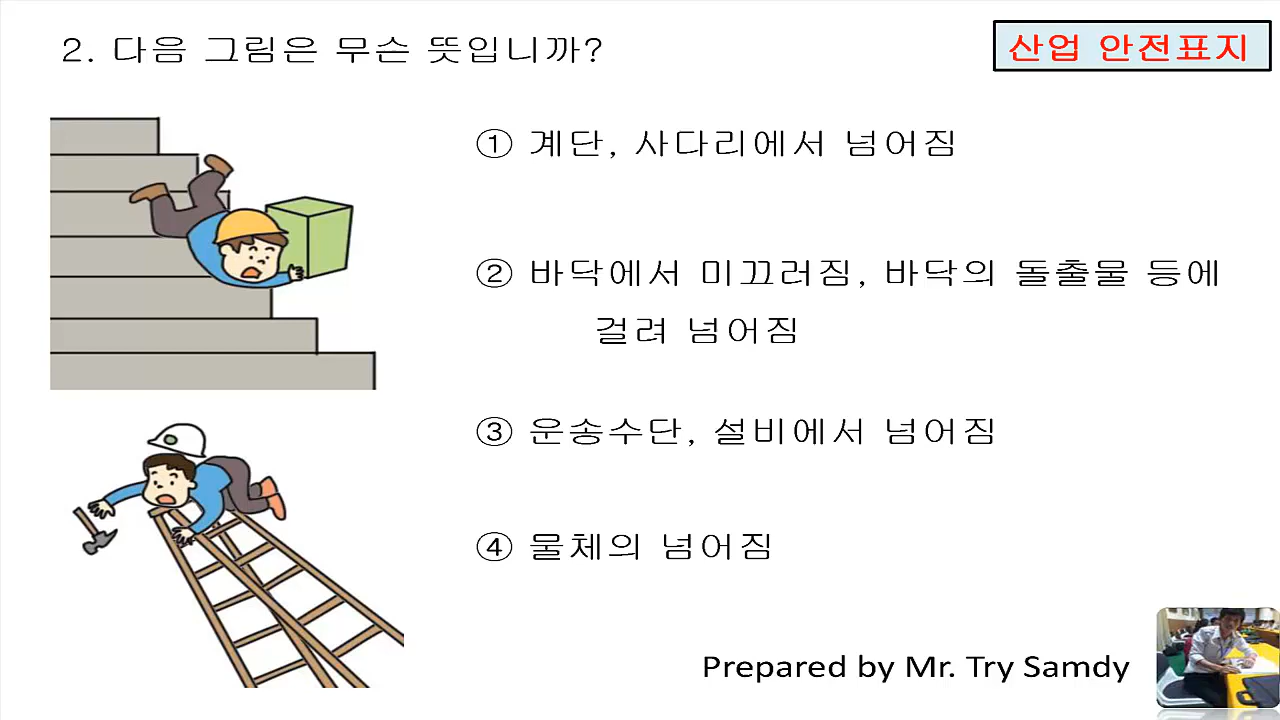 2. 다음 그림은 무슨 뜻입니까?
산업 안전표지
① 계단, 사다리에서 넘어짐
② 바닥에서 미끄러짐, 바닥의 돌출물 등에
걸려 넘어짐
③ 운송수단, 설비에서 넘어짐
④ 물체의 넘어짐
Prepared by Mr. Try Samdy